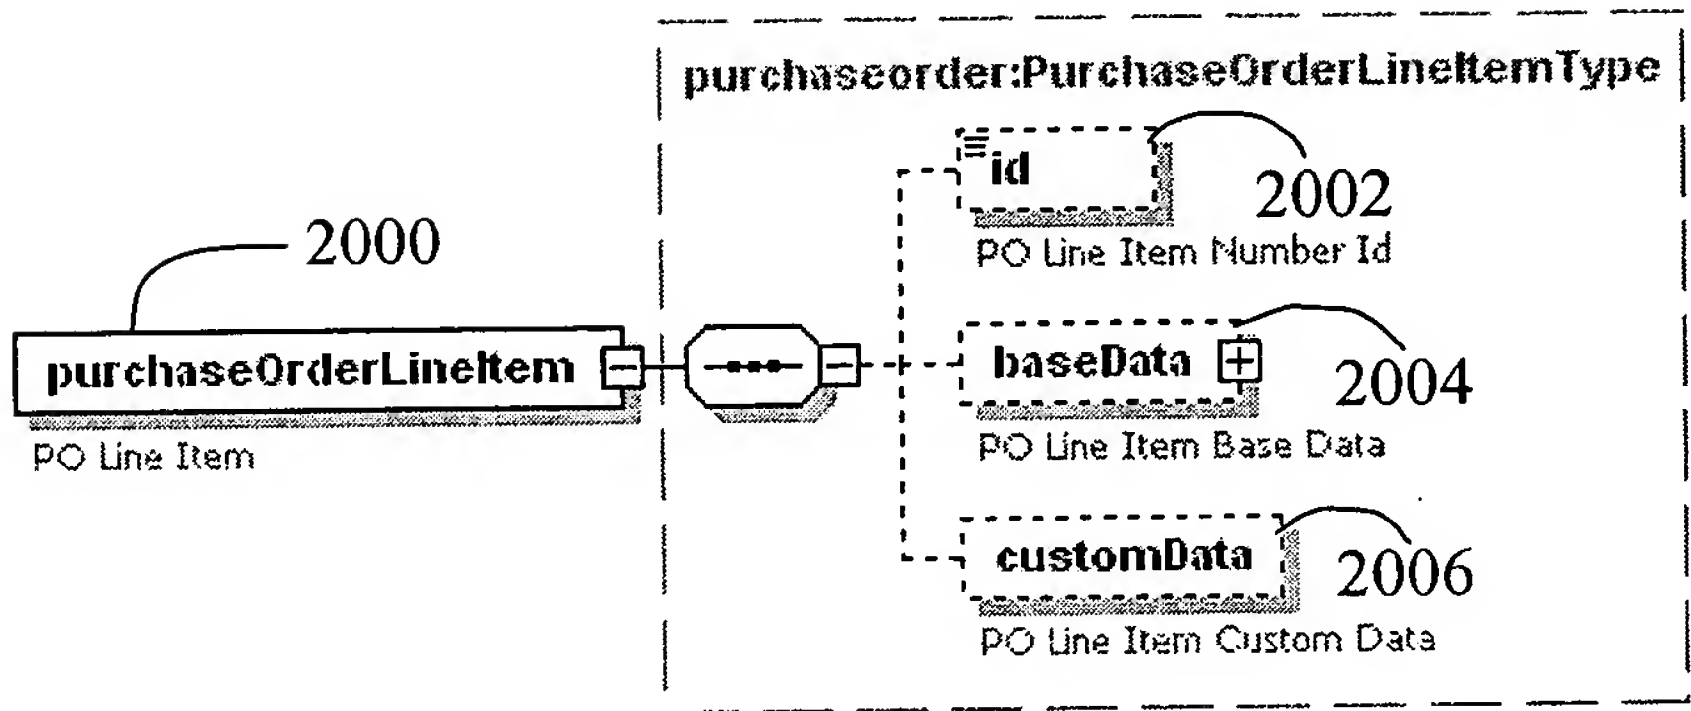 purchaseorder:PurchaseOrderLineItemType
id
2002
PO Line Item Number Id
2000
purchaseOrderLineItem
PO Line Item
baseData
2004
PO Line Item Base Data
customData
2006
PO Line Item Custom Data